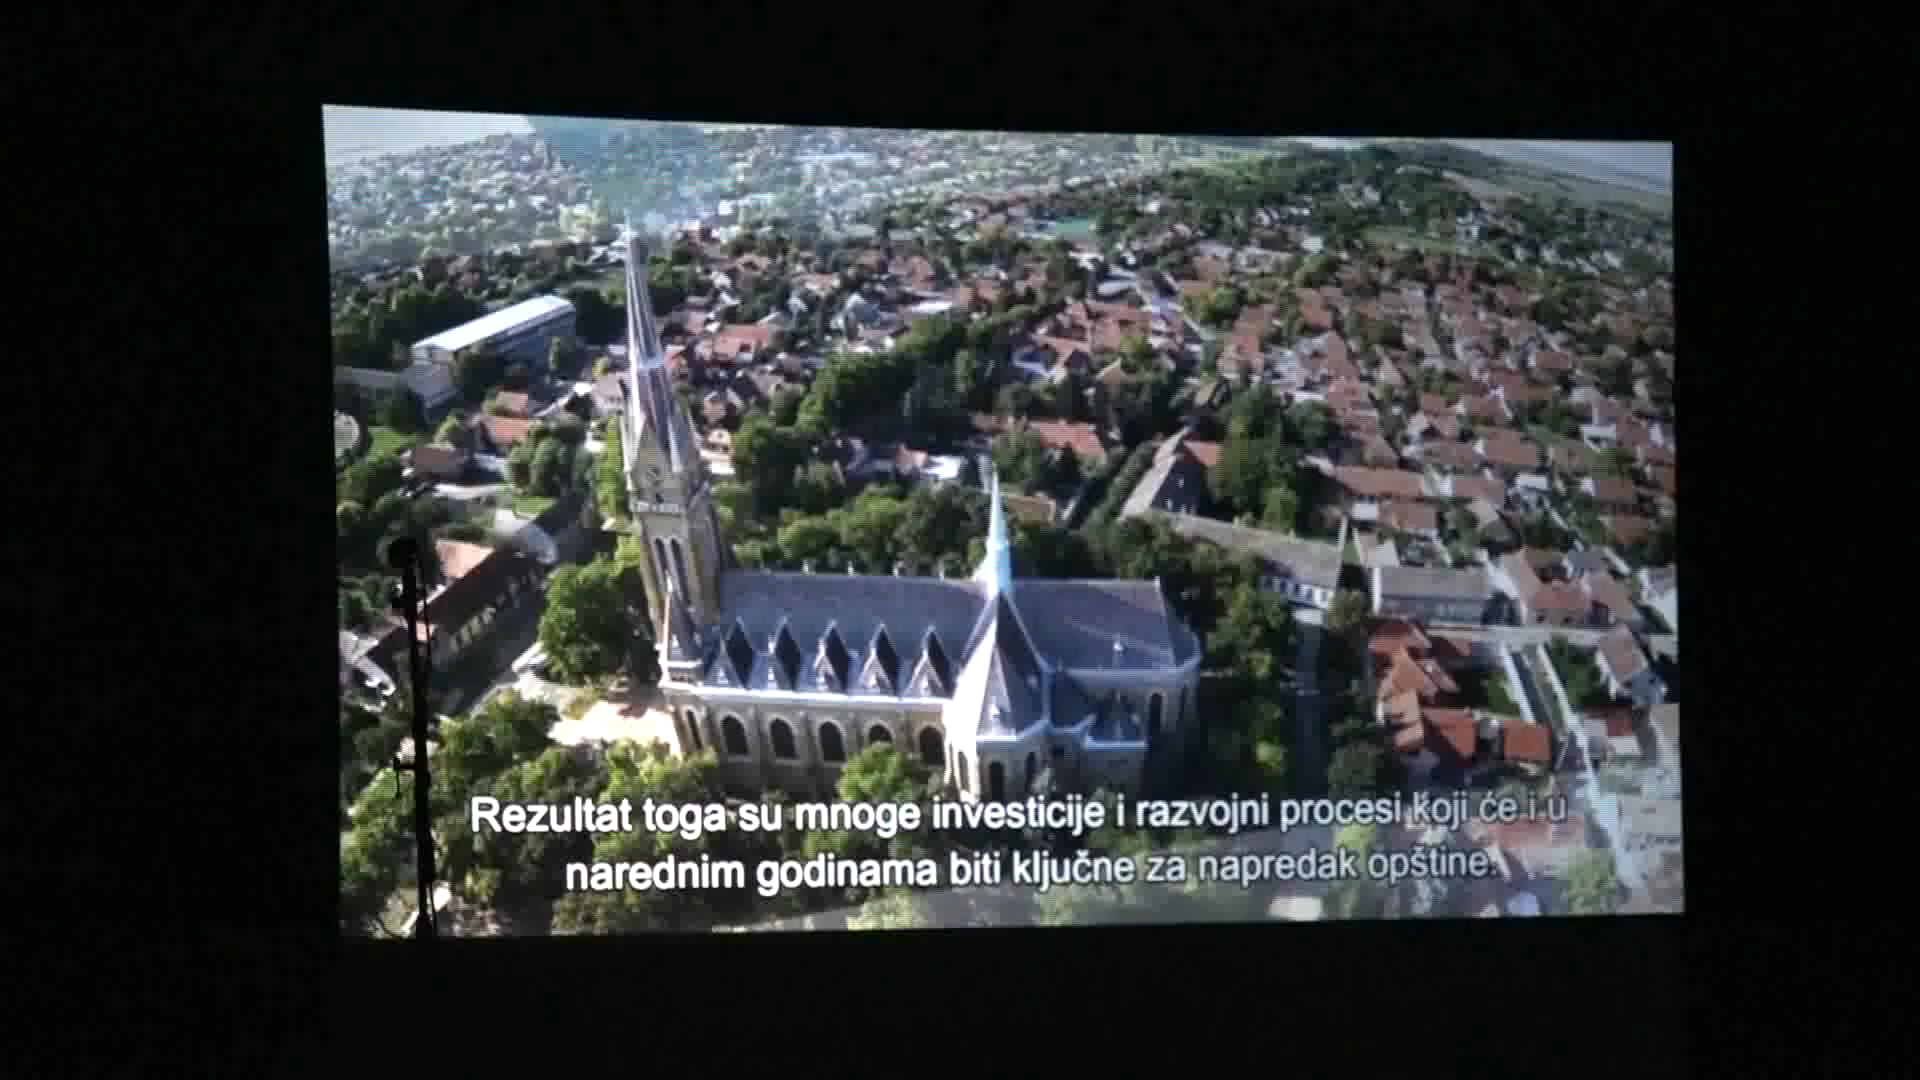 Rezultat toga su mnoge investicije i razvojni procesi koji će i u
narednim godinama biti ključne za napredak opštine.